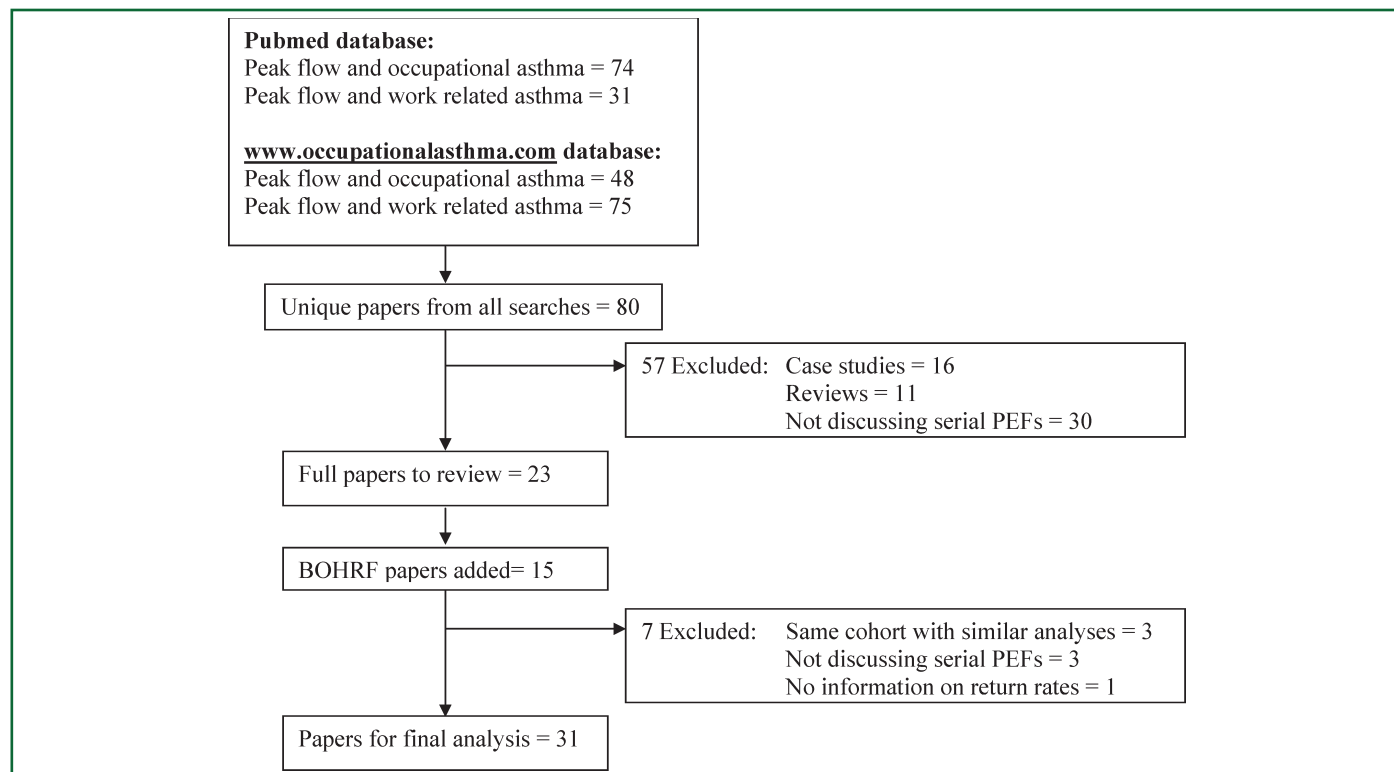 Pubmed database:
Peak flow and occupational asthma = 74
Peak flow and work related asthma = 31
www.occupationalasthma.com database:
Peak flow and occupational asthma = 48
Peak flow and work related asthma = 75
Unique papers from all searches = 80
57 Excluded: Case studies = 16
Reviews = 11
Not discussing serial PEFs = 30
Full papers to review = 23
BOHRF papers added= 15
7 Excluded: Same cohort with similar analyses = 3
Not discussing serial PEFs = 3
No information on return rates = 1
Papers for final analysis = 31